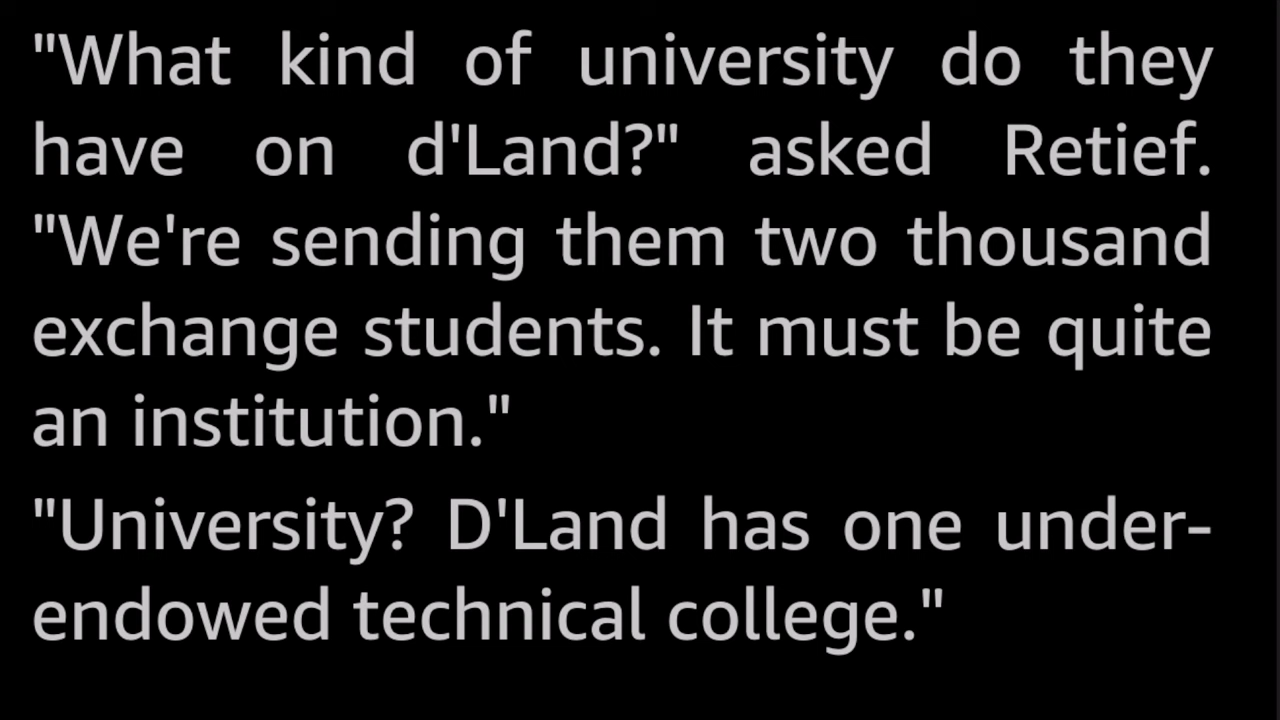 "What kind of university do they
have on d'Land?" asked Retief.
"We're sending them two thousand
exchange students. It must be quite
an institution."
"University? D'Land has one under-
endowed technical college."